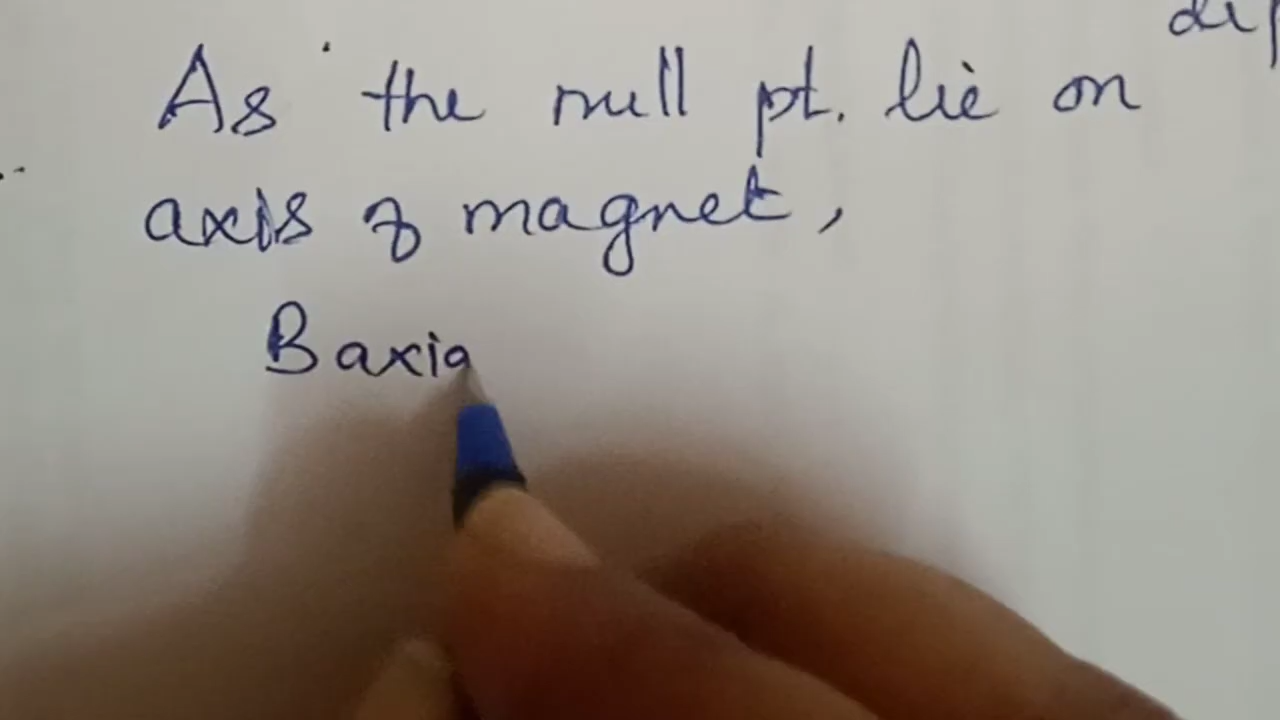 As the null pt. lie on
axis of magnet,
Baxia